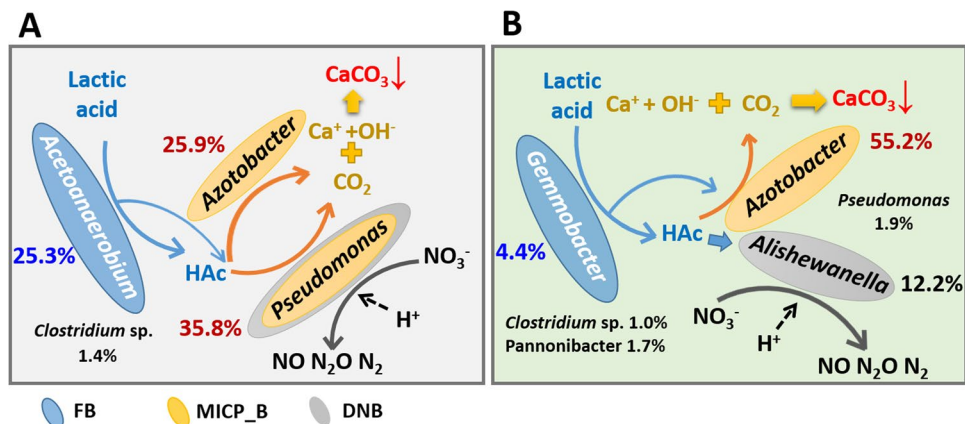 A
Lactic
acid
CaCO₃↓
Ca⁺ +OH⁻
CO₂
25.9%
Azotobacter
Acetoanaerobium
25.3%
HAc
Pseudomonas
NO₃⁻
35.8%
H⁺
Clostridium sp.
1.4%
NO N₂O N₂
B
Lactic
acid
Ca⁺ + OH⁻ + CO₂
CaCO₃↓
55.2%
Azotobacter
Gemmobacter
Pseudomonas
1.9%
4.4%
HAc
Alishewanella
12.2%
NO₃⁻
H⁺
Clostridium sp. 1.0%
Pannonibacter 1.7%
NO N₂O N₂
FB
MICP_B
DNB